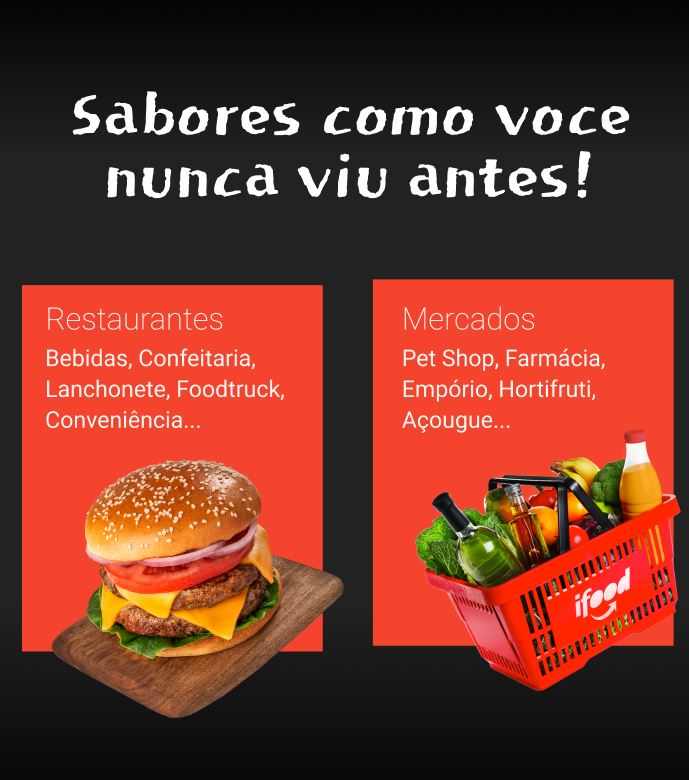 Sabores como voce
nunca viu antes!
Restaurantes
Bebidas, Confeitaria,
Lanchonete, Foodtruck,
Conveniência...
Mercados
Pet Shop, Farmácia,
Empório, Hortifruti,
Açougue...
ifood